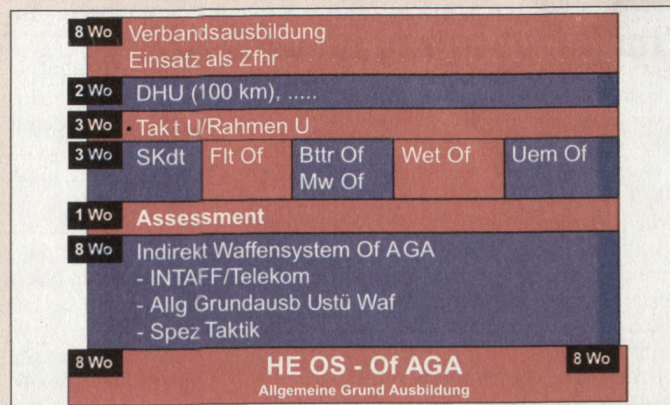 8 Wo Verbandsausbildung
Einsatz als Zfhr
2 Wo DHU (100 km), .....
3 Wo · Takt U/Rahmen U
3 Wo SKdt Flt Of Bttr Of Wet Of Uem Of
Mw Of
1 Wo Assessment
8 Wo Indirekt Waffensystem Of AGA
- INTAFF/Telekom
- Allg Grundausb Ustü Waf
- Spez Taktik
8 Wo HE OS - Of AGA 8 Wo
Allgemeine Grund Ausbildung